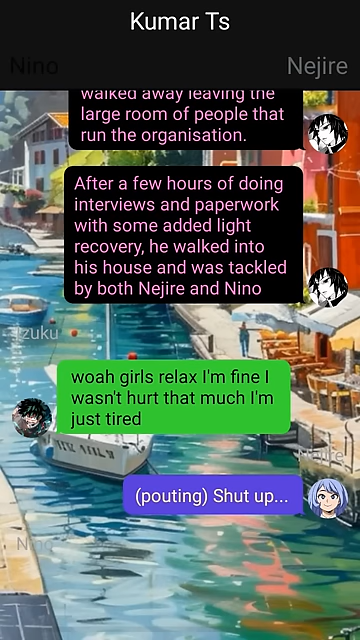 Kumar Ts
Nino
Nejire
walked away leaving the
large room of people that
run the organisation.
After a few hours of doing
interviews and paperwork
with some added light
recovery, he walked into
his house and was tackled
by both Nejire and Nino
Izuku
woah girls relax I'm fine I
wasn't hurt that much I'm
just tired
Nejire
(pouting) Shut up...
Nino